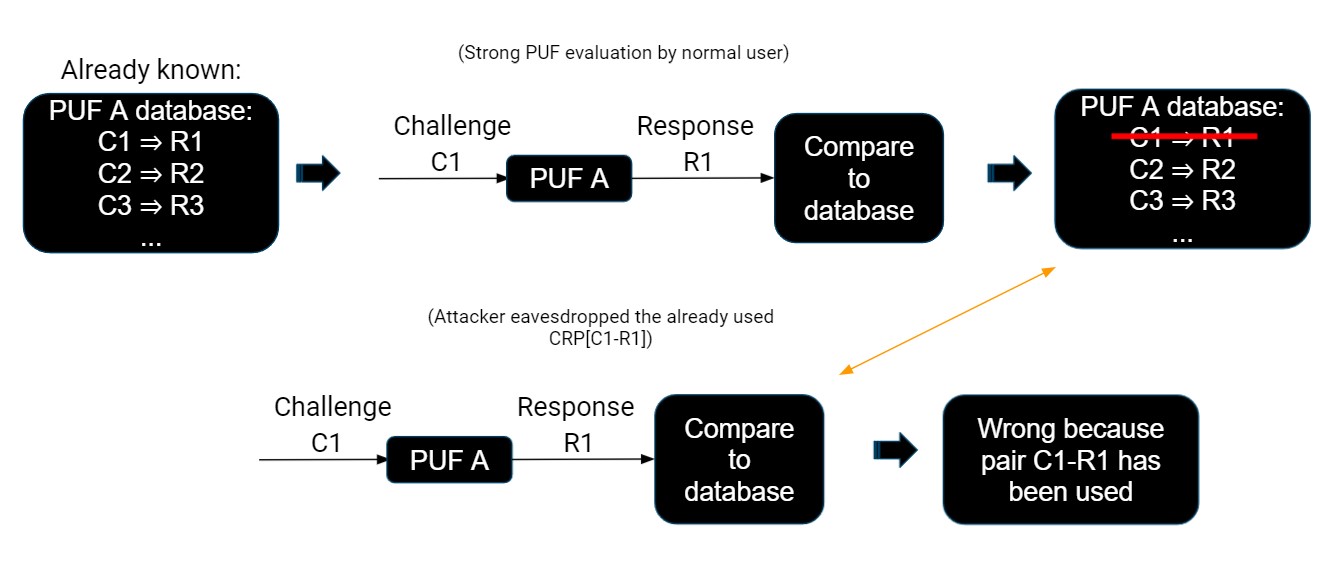 (Strong PUF evaluation by normal user)
Already known:
PUF A database:
C1 ⇒ R1
C2 ⇒ R2
C3 ⇒ R3
...
Challenge
C1
PUF A
Response
R1
Compare
to
database
PUF A database:
C1 ⇒ R1
C2 ⇒ R2
C3 ⇒ R3
...
(Attacker eavesdropped the already used
CRP[C1-R1])
Challenge
C1
PUF A
Response
R1
Compare
to
database
Wrong because
pair C1-R1 has
been used